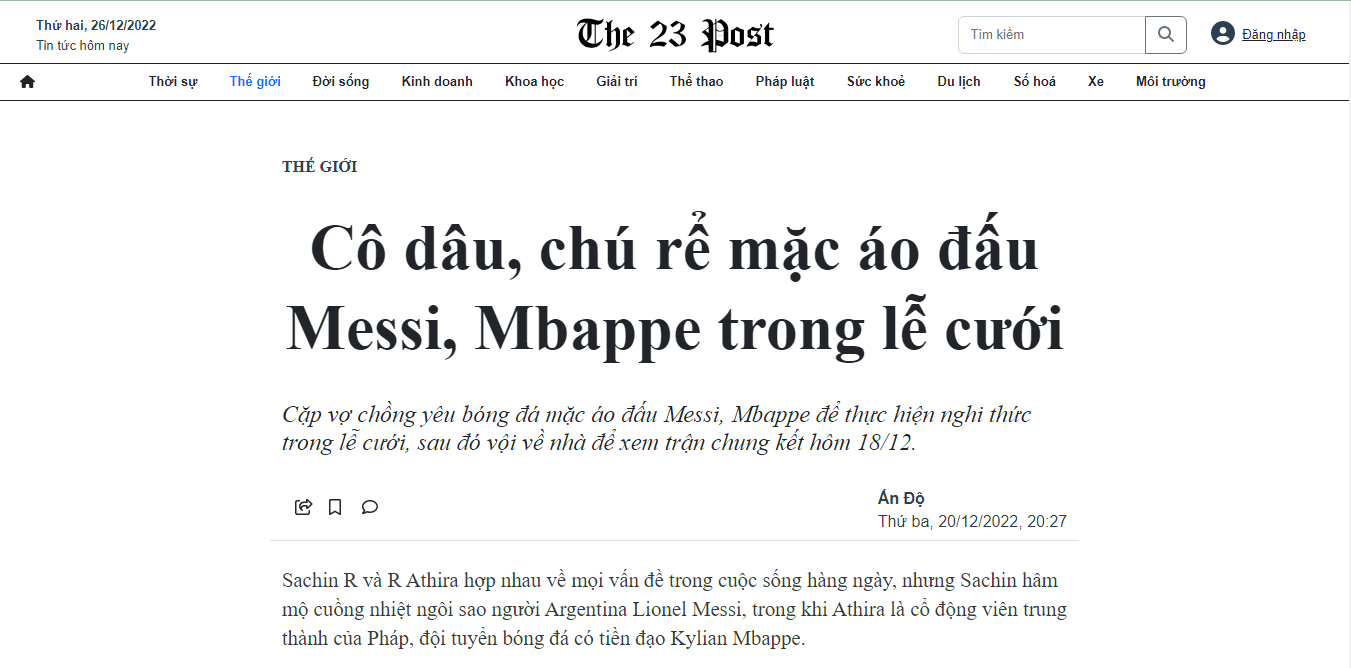 Thứ hai, 26/12/2022
Tin tức hôm nay
The 23 Post
Tìm kiếm
Đăng nhập
Thời sự Thế giới Đời sống Kinh doanh Khoa học Giải trí Thể thao Pháp luật Sức khoẻ Du lịch Số hoá Xe Môi trường
THẾ GIỚI
Cô dâu, chú rể mặc áo đấu
Messi, Mbappe trong lễ cưới
Cặp vợ chồng yêu bóng đá mặc áo đấu Messi, Mbappe để thực hiện nghi thức
trong lễ cưới, sau đó vội về nhà để xem trận chung kết hôm 18/12.
Ấn Độ
Thứ ba, 20/12/2022, 20:27
Sachin R và R Athira hợp nhau về mọi vấn đề trong cuộc sống hàng ngày, nhưng Sachin hâm
mộ cuồng nhiệt ngôi sao người Argentina Lionel Messi, trong khi Athira là cổ động viên trung
thành của Pháp, đội tuyển bóng đá có tiền đạo Kylian Mbappe.